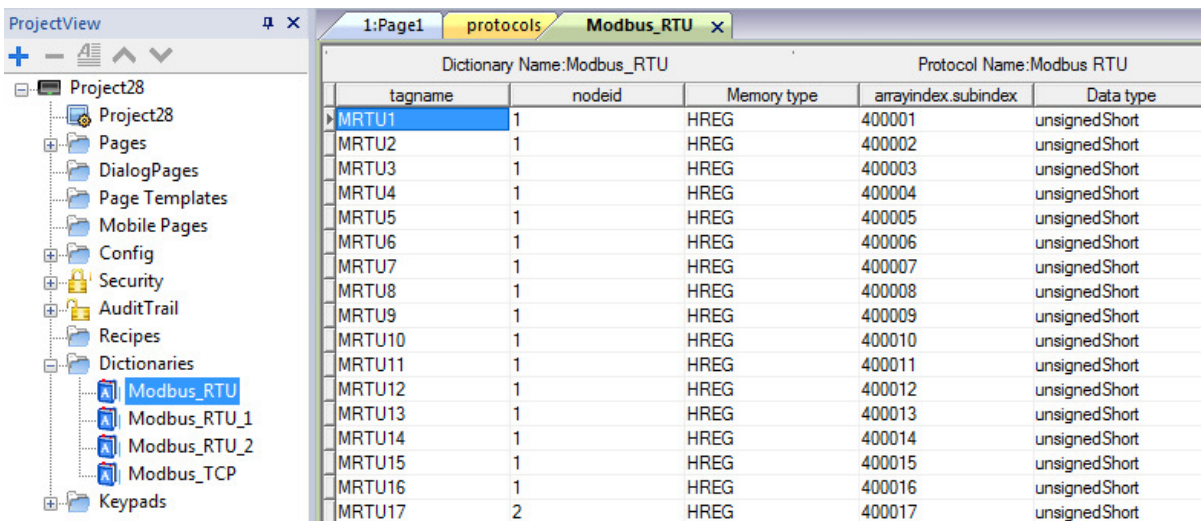 ProjectView
Project28
Project28
Pages
DialogPages
Page Templates
Mobile Pages
Config
Security
AuditTrail
Recipes
Dictionaries
Modbus_RTU
Modbus_RTU_1
Modbus_RTU_2
Modbus_TCP
Keypads
1:Page1 protocols Modbus_RTU
Dictionary Name:Modbus_RTU Protocol Name:Modbus RTU
tagname nodeid Memory type arrayindex.subindex Data type
MRTU1 1 HREG 400001 unsignedShort
MRTU2 1 HREG 400002 unsignedShort
MRTU3 1 HREG 400003 unsignedShort
MRTU4 1 HREG 400004 unsignedShort
MRTU5 1 HREG 400005 unsignedShort
MRTU6 1 HREG 400006 unsignedShort
MRTU7 1 HREG 400007 unsignedShort
MRTU8 1 HREG 400008 unsignedShort
MRTU9 1 HREG 400009 unsignedShort
MRTU10 1 HREG 400010 unsignedShort
MRTU11 1 HREG 400011 unsignedShort
MRTU12 1 HREG 400012 unsignedShort
MRTU13 1 HREG 400013 unsignedShort
MRTU14 1 HREG 400014 unsignedShort
MRTU15 1 HREG 400015 unsignedShort
MRTU16 1 HREG 400016 unsignedShort
MRTU17 2 HREG 400017 unsignedShort